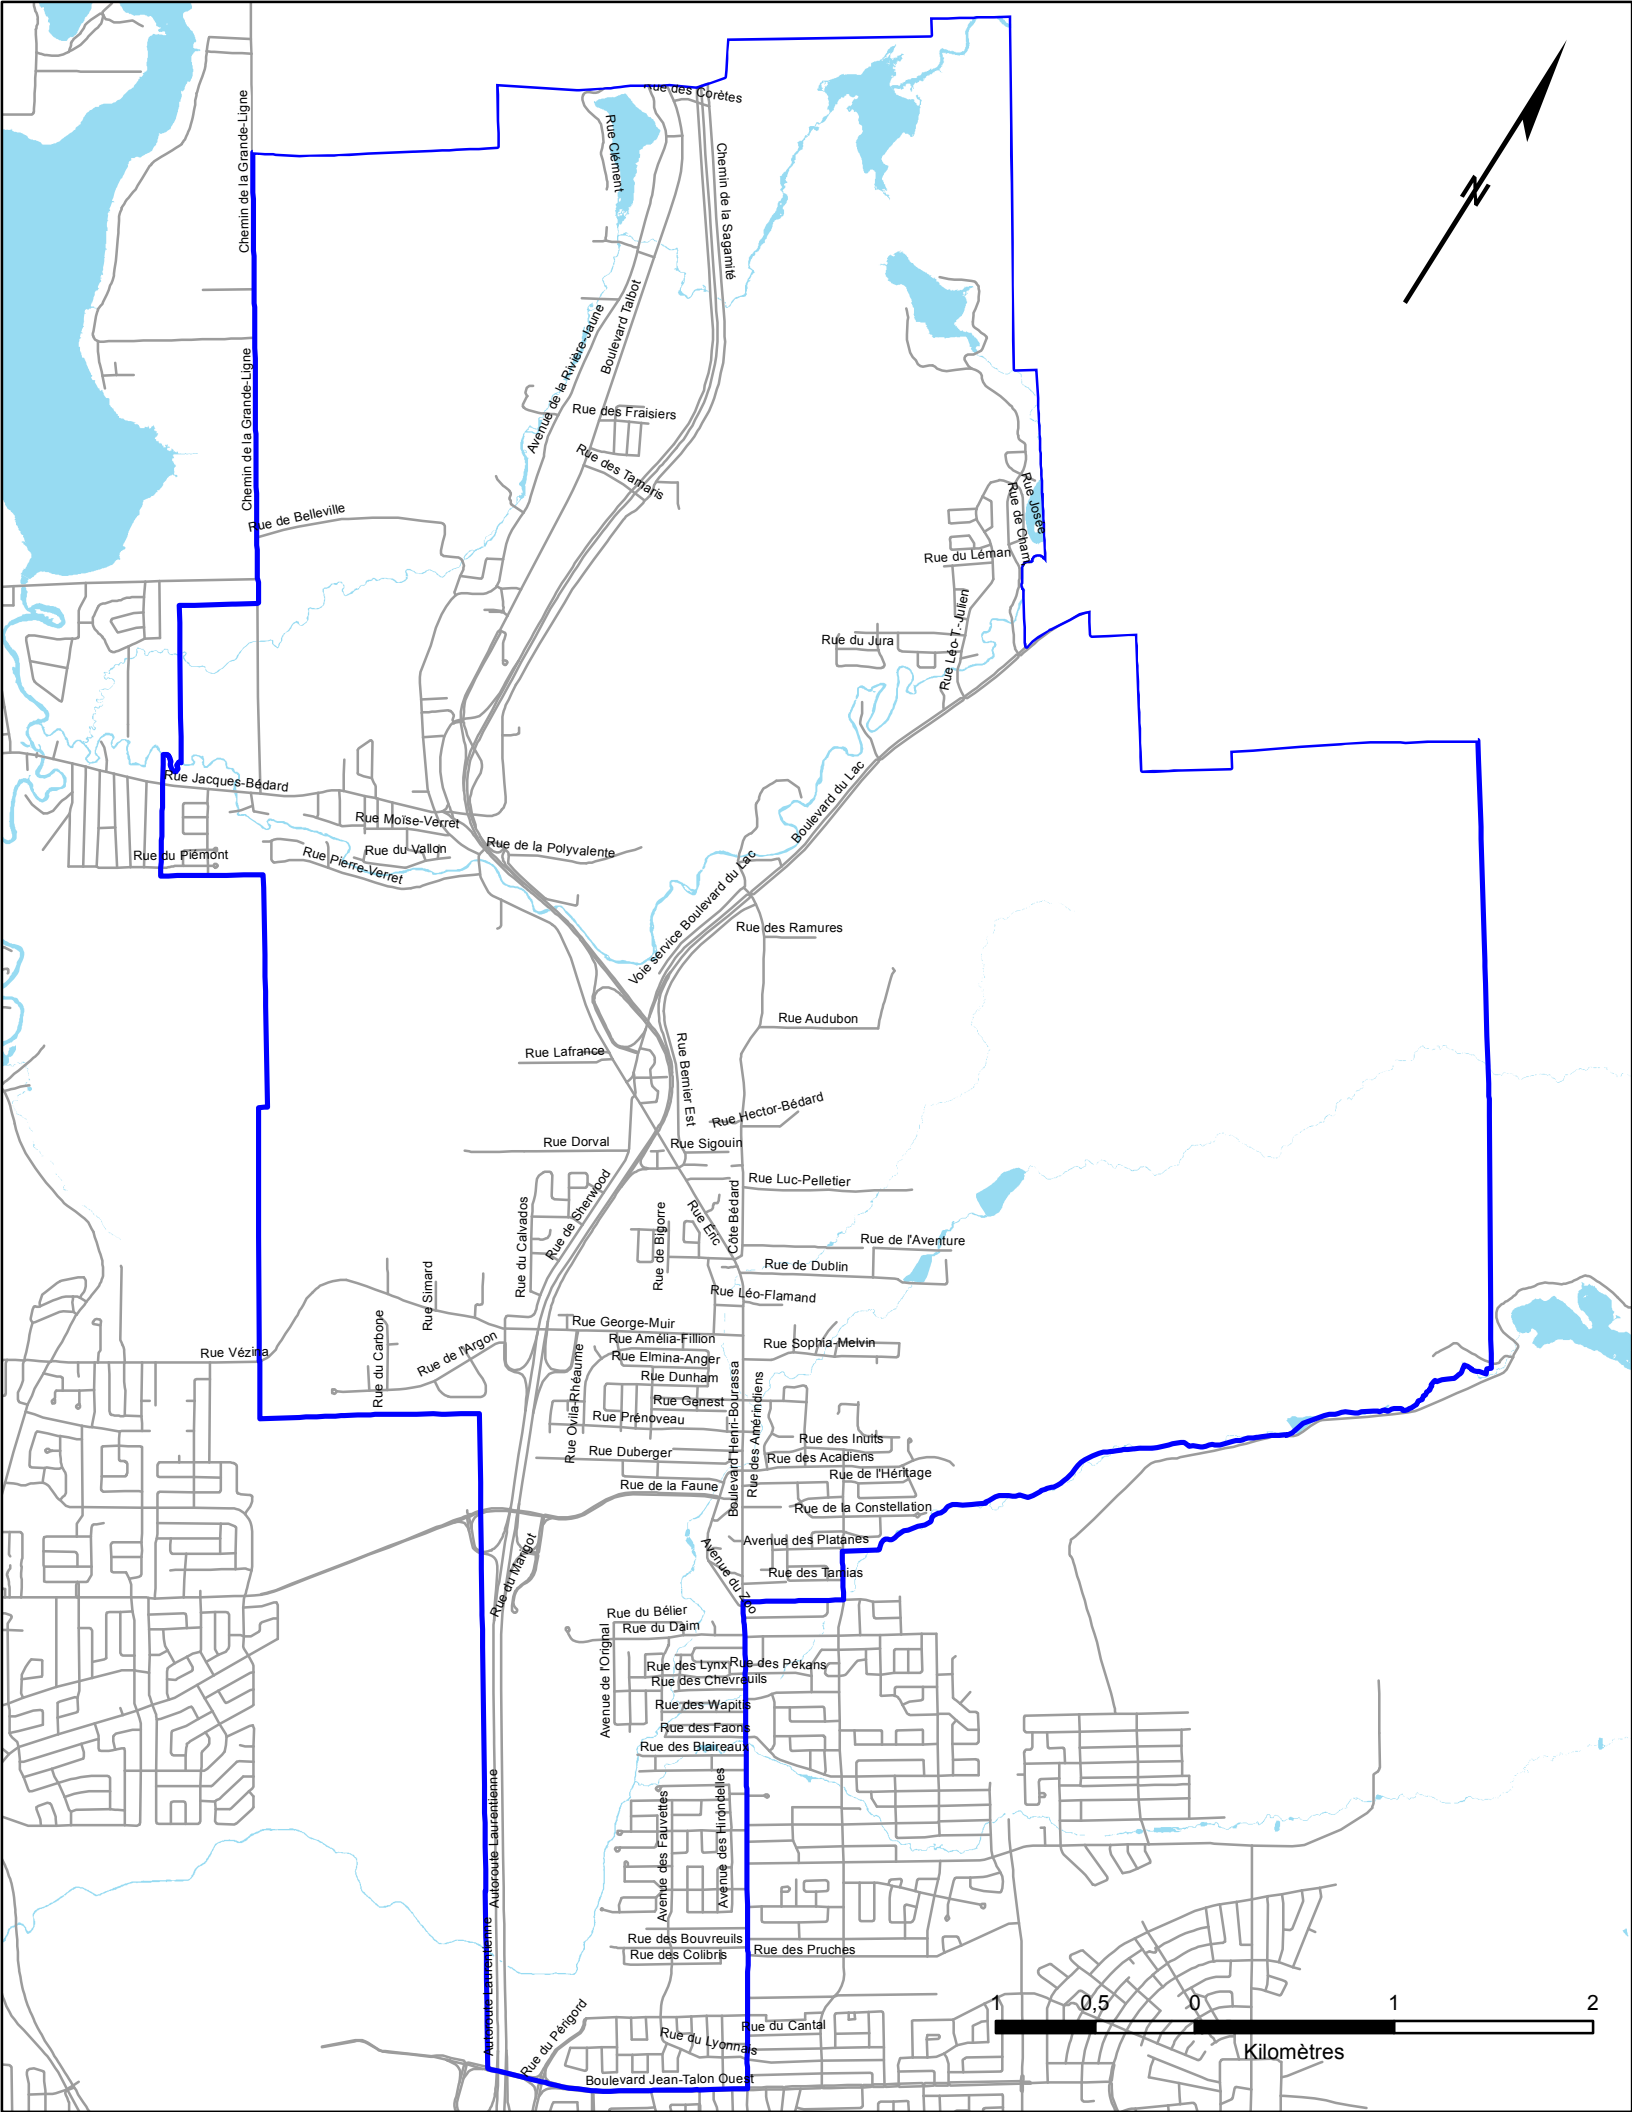 Rue des Corètes
Chemin de la Grande-Ligne
Rue Clément
Chemin de la Sagamité
N
Avenue de la Rivière-Jaune
Boulevard Talbot
Chemin de la Grande-Ligne
Rue des Fraisiers
Rue des Tamaris
Rue de Belleville
Rue Josée
Rue de Cham
Rue du Léman
Rue Léo-T.-Julien
Rue du Jura
Rue Jacques-Bédard
Boulevard du Lac
Rue Moïse-Verret
Rue du Vallon
Rue de la Polyvalente
Rue du Piémont
Rue Pierre-Verret
Voie service Boulevard du Lac
Rue des Ramures
Rue Audubon
Rue Lafrance
Rue Bernier Est
Rue Hector-Bédard
Rue Dorval
Rue Sigouin
Rue Luc-Pelletier
Rue de Sherwood
Rue du Calvados
Rue de Bigorre
Rue Éric
Côte Bédard
Rue de l'Aventure
Rue de Dublin
Rue Simard
Rue Léo-Flamand
Rue du Carbone
Rue George-Muir
Rue Amélia-Fillion
Rue Sophia-Melvin
Rue Vézina
Rue de l'Argon
Rue Elmina-Anger
Rue Ovila-Rhéaume
Rue Dunham
Rue Genest
Boulevard Henri-Bourassa
Rue des Amérindiens
Rue Prénoveau
Rue des Inuits
Rue Duberger
Rue des Acadiens
Rue de l'Héritage
Rue de la Faune
Rue de la Constellation
Rue du Marigot
Avenue des Platanes
Avenue du Zoo
Rue des Tamias
Rue du Bélier
Rue du Daim
Avenue de l'Orignal
Rue des Lynx
Rue des Pékans
Rue des Chevreuils
Rue des Wapitis
Rue des Faons
Rue des Blaireaux
Autoroute Laurentienne
Avenue des Fauvettes
Avenue des Hirondelles
Autoroute Laurentienne
Rue des Bouvreuils
Rue des Colibris
Rue des Pruches
Rue du Périgord
Rue du Cantal
Rue du Lyonnais
Boulevard Jean-Talon Ouest
1 0,5 0 1 2
Kilomètres